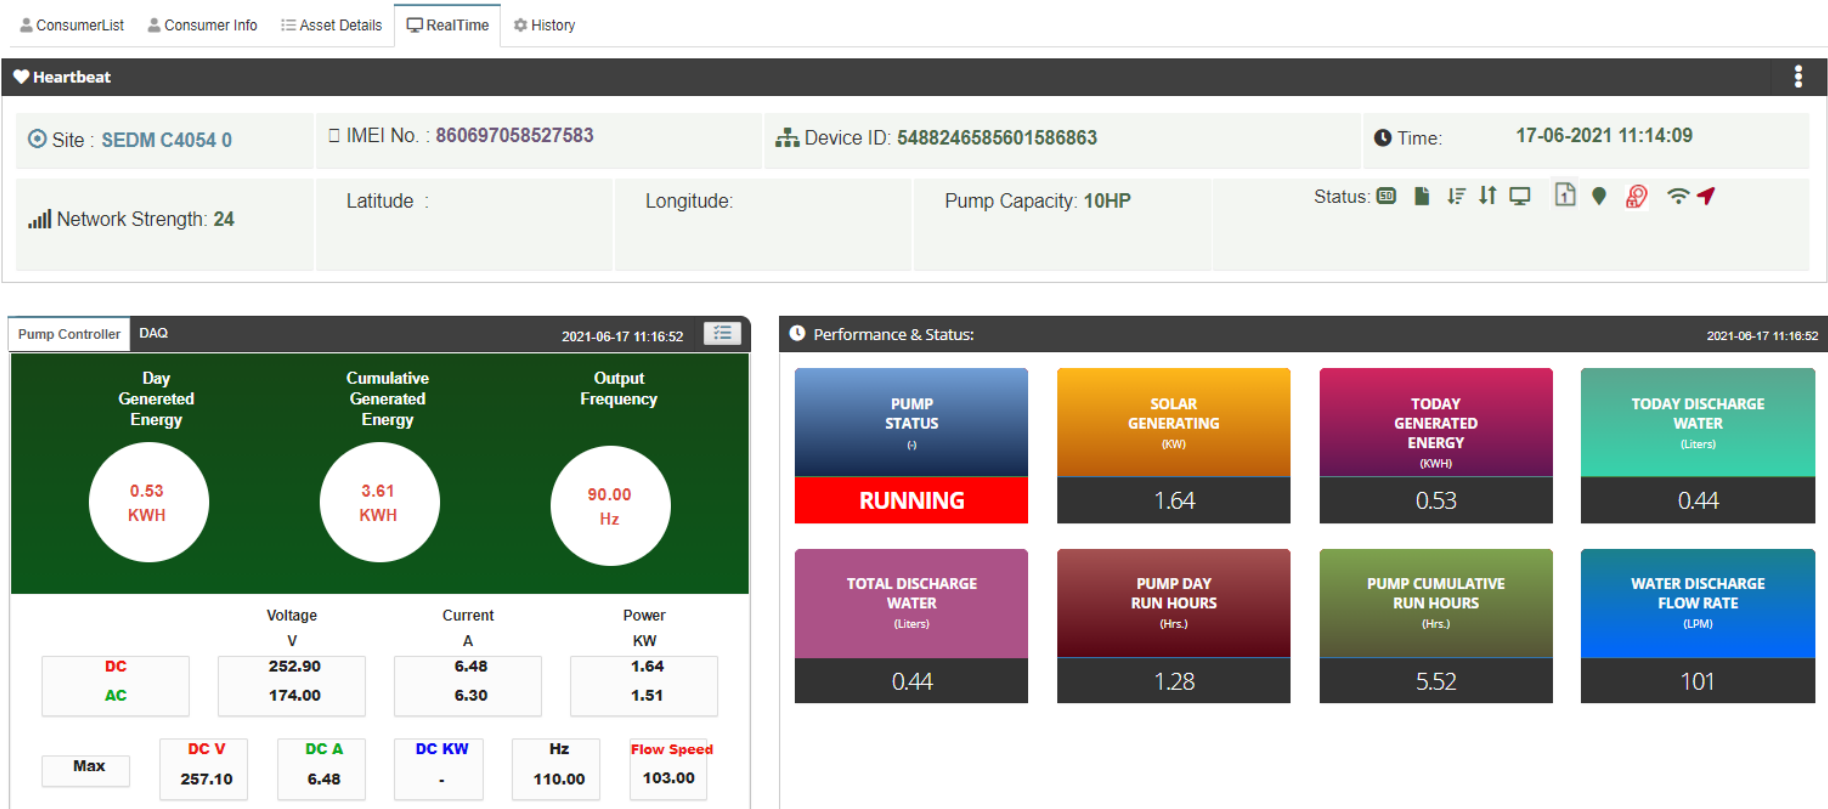 ConsumerList Consumer Info Asset Details RealTime History
Heartbeat
Site : SEDM C4054 0
IMEI No. : 860697058527583
Device ID: 5488246585601586863
Time: 17-06-2021 11:14:09
Network Strength: 24
Latitude :
Longitude:
Pump Capacity: 10HP
Status: SD 1
Pump Controller DAQ 2021-06-17 11:16:52
Day
Genereted
Energy
0.53
KWH
Cumulative
Generated
Energy
3.61
KWH
Output
Frequency
90.00
Hz
Voltage Current Power
V A KW
DC 252.90 6.48 1.64
AC 174.00 6.30 1.51
Max
DC V
257.10
DC A
6.48
DC KW
-
Hz
110.00
Flow Speed
103.00
Performance & Status: 2021-06-17 11:16:52
PUMP
STATUS
(-)
RUNNING
SOLAR
GENERATING
(KW)
1.64
TODAY
GENERATED
ENERGY
(KWH)
0.53
TODAY DISCHARGE
WATER
(Liters)
0.44
TOTAL DISCHARGE
WATER
(Liters)
0.44
PUMP DAY
RUN HOURS
(Hrs.)
1.28
PUMP CUMULATIVE
RUN HOURS
(Hrs.)
5.52
WATER DISCHARGE
FLOW RATE
(LPM)
101